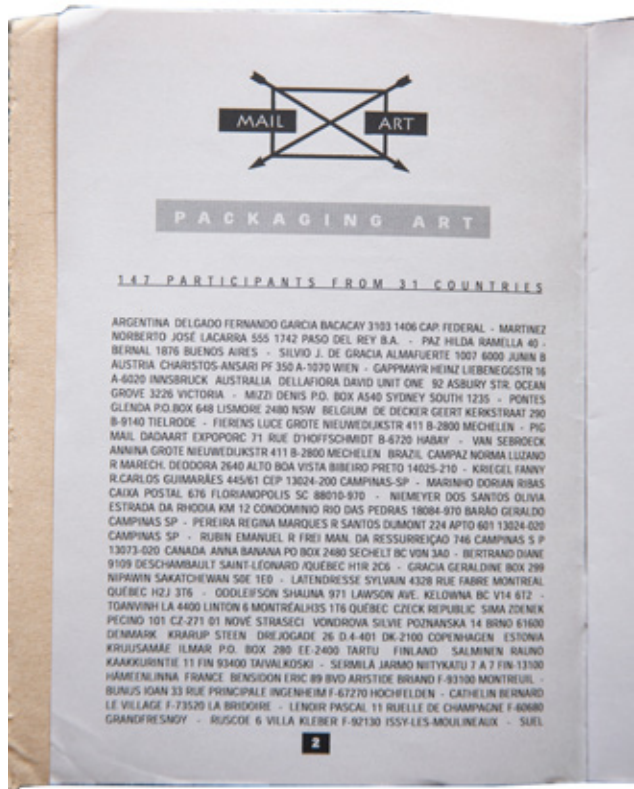 MAIL ART
PACKAGING ART
147 PARTICIPANTS FROM 31 COUNTRIES
ARGENTINA DELGADO FERNANDO GARCIA BACACAY 3103 1406 CAP. FEDERAL - MARTINEZ
NORBERTO JOSÉ LACARRA 555 1742 PASO DEL REY B.A. - PAZ HILDA RAMELLA 40 -
BERNAL 1876 BUENOS AIRES - SILVIO J. DE GRACIA ALMAFUERTE 1007 6000 JUNIN B
AUSTRIA CHARISTOS-ANSARI PF 350 A-1070 WIEN - GAPPMAYR HEINZ LIEBENEGGSTR 16
A-6020 INNSBRUCK AUSTRALIA DELLAFIORA DAVID UNIT ONE 92 ASBURY STR. OCEAN
GROVE 3226 VICTORIA - MIZZI DENIS P.O. BOX A540 SYDNEY SOUTH 1235 - PONTES
GLENDA P.O.BOX 648 LISMORE 2480 NSW BELGIUM DE DECKER GEERT KERKSTRAAT 290
B-9140 TIELRODE - FIERENS LUCE GROTE NIEUWEDIJKSTR 411 B-2800 MECHELEN - PIG
MAIL DADAART EXPOPORC 71 RUE D'HOFFSCHMIDT B-6720 HABAY - VAN SEBROECK
ANNINA GROTE NIEUWEDIJKSTR 411 B-2800 MECHELEN BRAZIL CAMPAZ NORMA LUZANO
R MARECH. DEODORA 2640 ALTO BOA VISTA BIBEIRO PRETO 14025-210 - KRIEGEL FANNY
R.CARLOS GUIMARÃES 445/61 CEP 13024-200 CAMPINAS-SP - MARINHO DORIAN RIBAS
CAIXA POSTAL 676 FLORIANOPOLIS SC 88010-970 - NIEMEYER DOS SANTOS OLIVIA
ESTRADA DA RHODIA KM 12 CONDOMINIO RIO DAS PEDRAS 18084-970 BARÃO GERALDO
CAMPINAS SP - PEREIRA REGINA MARQUES R SANTOS DUMONT 224 APTO 601 13024-020
CAMPINAS SP - RUBIN EMANUEL R FREI MAN. DA RESSURREIÇAO 746 CAMPINAS S P
13073-020 CANADA ANNA BANANA PO BOX 2480 SECHELT BC V0N 3A0 - BERTRAND DIANE
9109 DESCHAMBAULT SAINT-LÉONARD /QUÉBEC H1R 2C6 - GRACIA GERALDINE BOX 299
NIPAWIN SAKATCHEWAN S0E 1E0 - LATENDRESSE SYLVAIN 4328 RUE FABRE MONTREAL
QUÉBEC H2J 3T6 - ODDLEIFSON SHAUNA 971 LAWSON AVE. KELOWNA BC V14 6T2 -
TOANVINH LA 4400 LINTON 6 MONTRÉALH3S 1T6 QUÉBEC CZECK REPUBLIC SIMA ZDENEK
PECINO 101 CZ-271 01 NOVÉ STRASECI VONDROVA SILVIE POZNANSKA 14 BRNO 61600
DENMARK KRARUP STEEN DREJOGADE 26 D.4-401 DK-2100 COPENHAGEN ESTONIA
KRUUSAMÄE ILMAR P.O. BOX 280 EE-2400 TARTU FINLAND SALMINEN RAUNO
KAAKKURINTIE 11 FIN 93400 TAIVALKOSKI - SERMILÄ JARMO NIITYKATU 7 A 7 FIN-13100
HÄMEENLINNA FRANCE BENSIDON ERIC 89 BVD ARISTIDE BRIAND F-93100 MONTREUIL -
BUNUS IOAN 33 RUE PRINCIPALE INGENHEIM F-67270 HOCHFELDEN - CATHELIN BERNARD
LE VILLAGE F-73520 LA BRIDOIRE - LENOIR PASCAL 11 RUELLE DE CHAMPAGNE F-60680
GRANDFRESNOY - RUSCOE 6 VILLA KLEBER F-92130 ISSY-LES-MOULINEAUX - SUEL
2